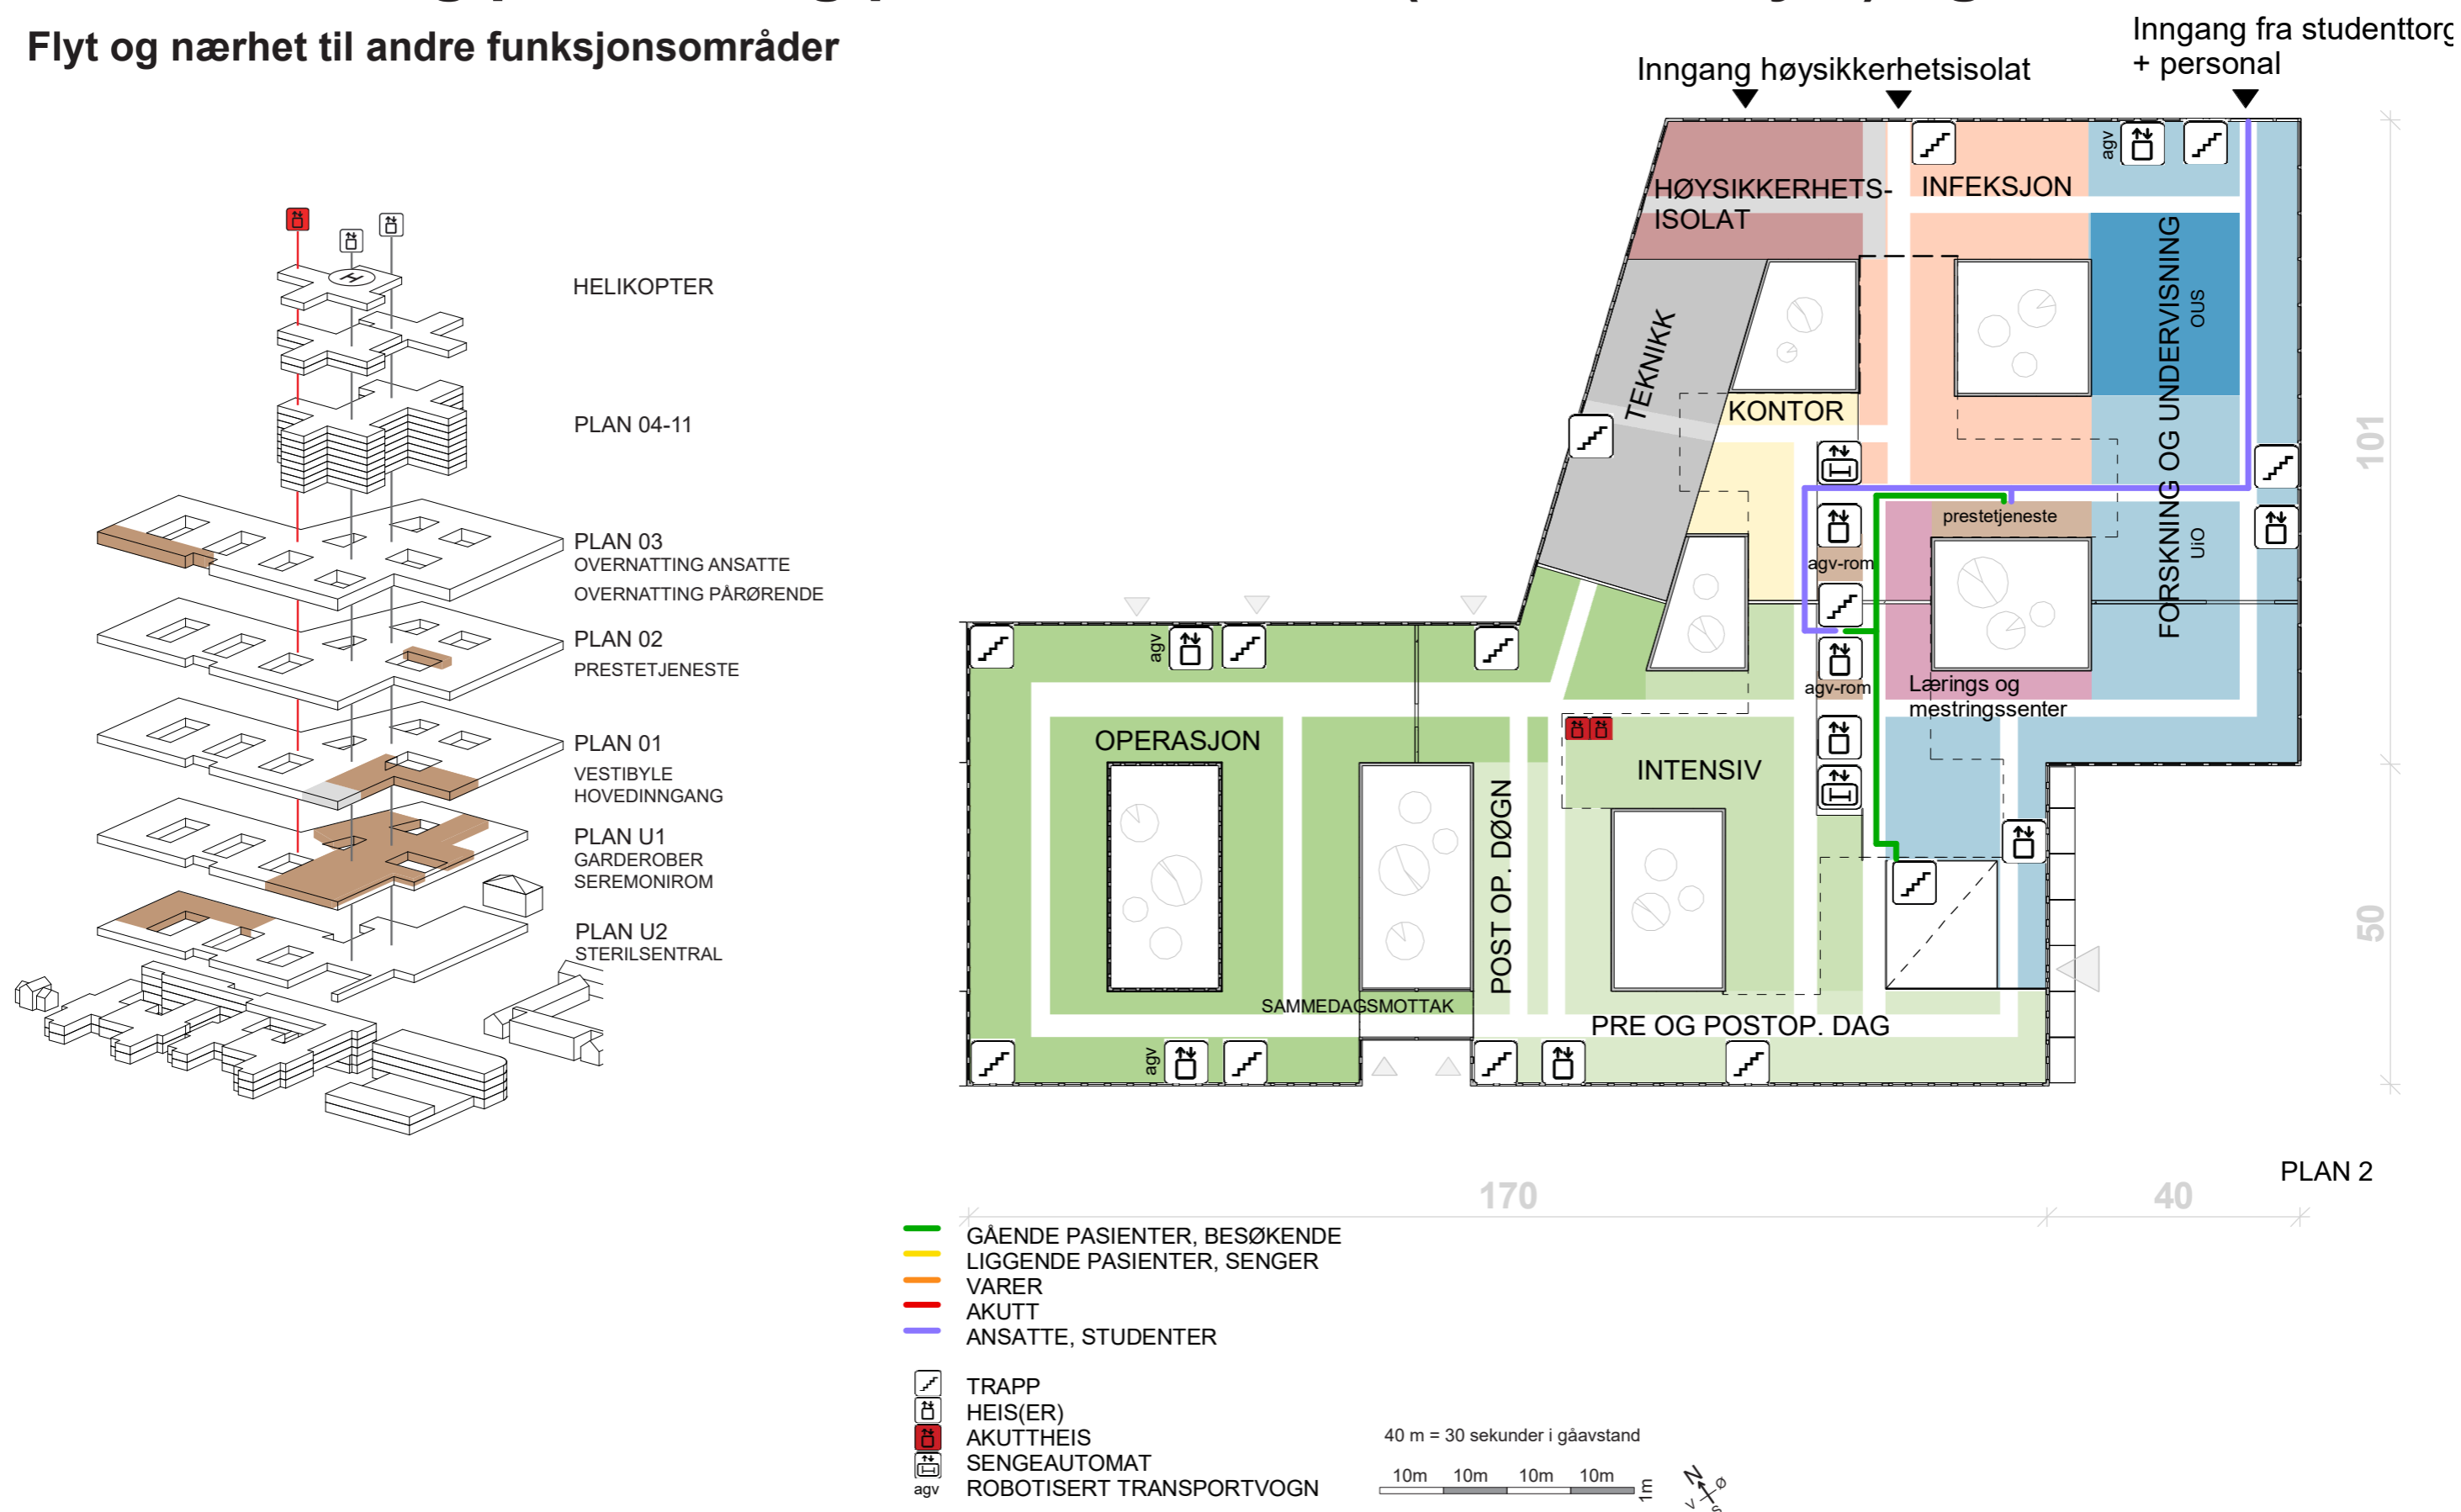 Flyt og nærhet til andre funksjonsområder
Inngang høysikkerhetsisolat
Inngang fra studenttorg
+ personal
HELIKOPTER
H
PLAN 04-11
PLAN 03
OVERNATTING ANSATTE
OVERNATTING PÅRØRENDE
PLAN 02
PRESTETJENESTE
PLAN 01
VESTIBYLE
HOVEDINNGANG
PLAN U1
GARDEROBER
SEREMONIROM
PLAN U2
STERILSENTRAL
HØYSIKKERHETS-
ISOLAT
INFEKSJON
agv
TEKNIKK
KONTOR
FORSKNING OG UNDERVISNING
OUS
UiO
prestetjeneste
agv-rom
agv-rom
Lærings og
mestringssenter
agv
OPERASJON
INTENSIV
POST OP. DØGN
SAMMEDAGSMOTTAK
PRE OG POSTOP. DAG
agv
101
50
170
40
PLAN 2
GÅENDE PASIENTER, BESØKENDE
LIGGENDE PASIENTER, SENGER
VARER
AKUTT
ANSATTE, STUDENTER
TRAPP
HEIS(ER)
AKUTTHEIS
SENGEAUTOMAT
agv ROBOTISERT TRANSPORTVOGN
40 m = 30 sekunder i gåavstand
10m 10m 10m 10m
1m
N
Ø
V
S